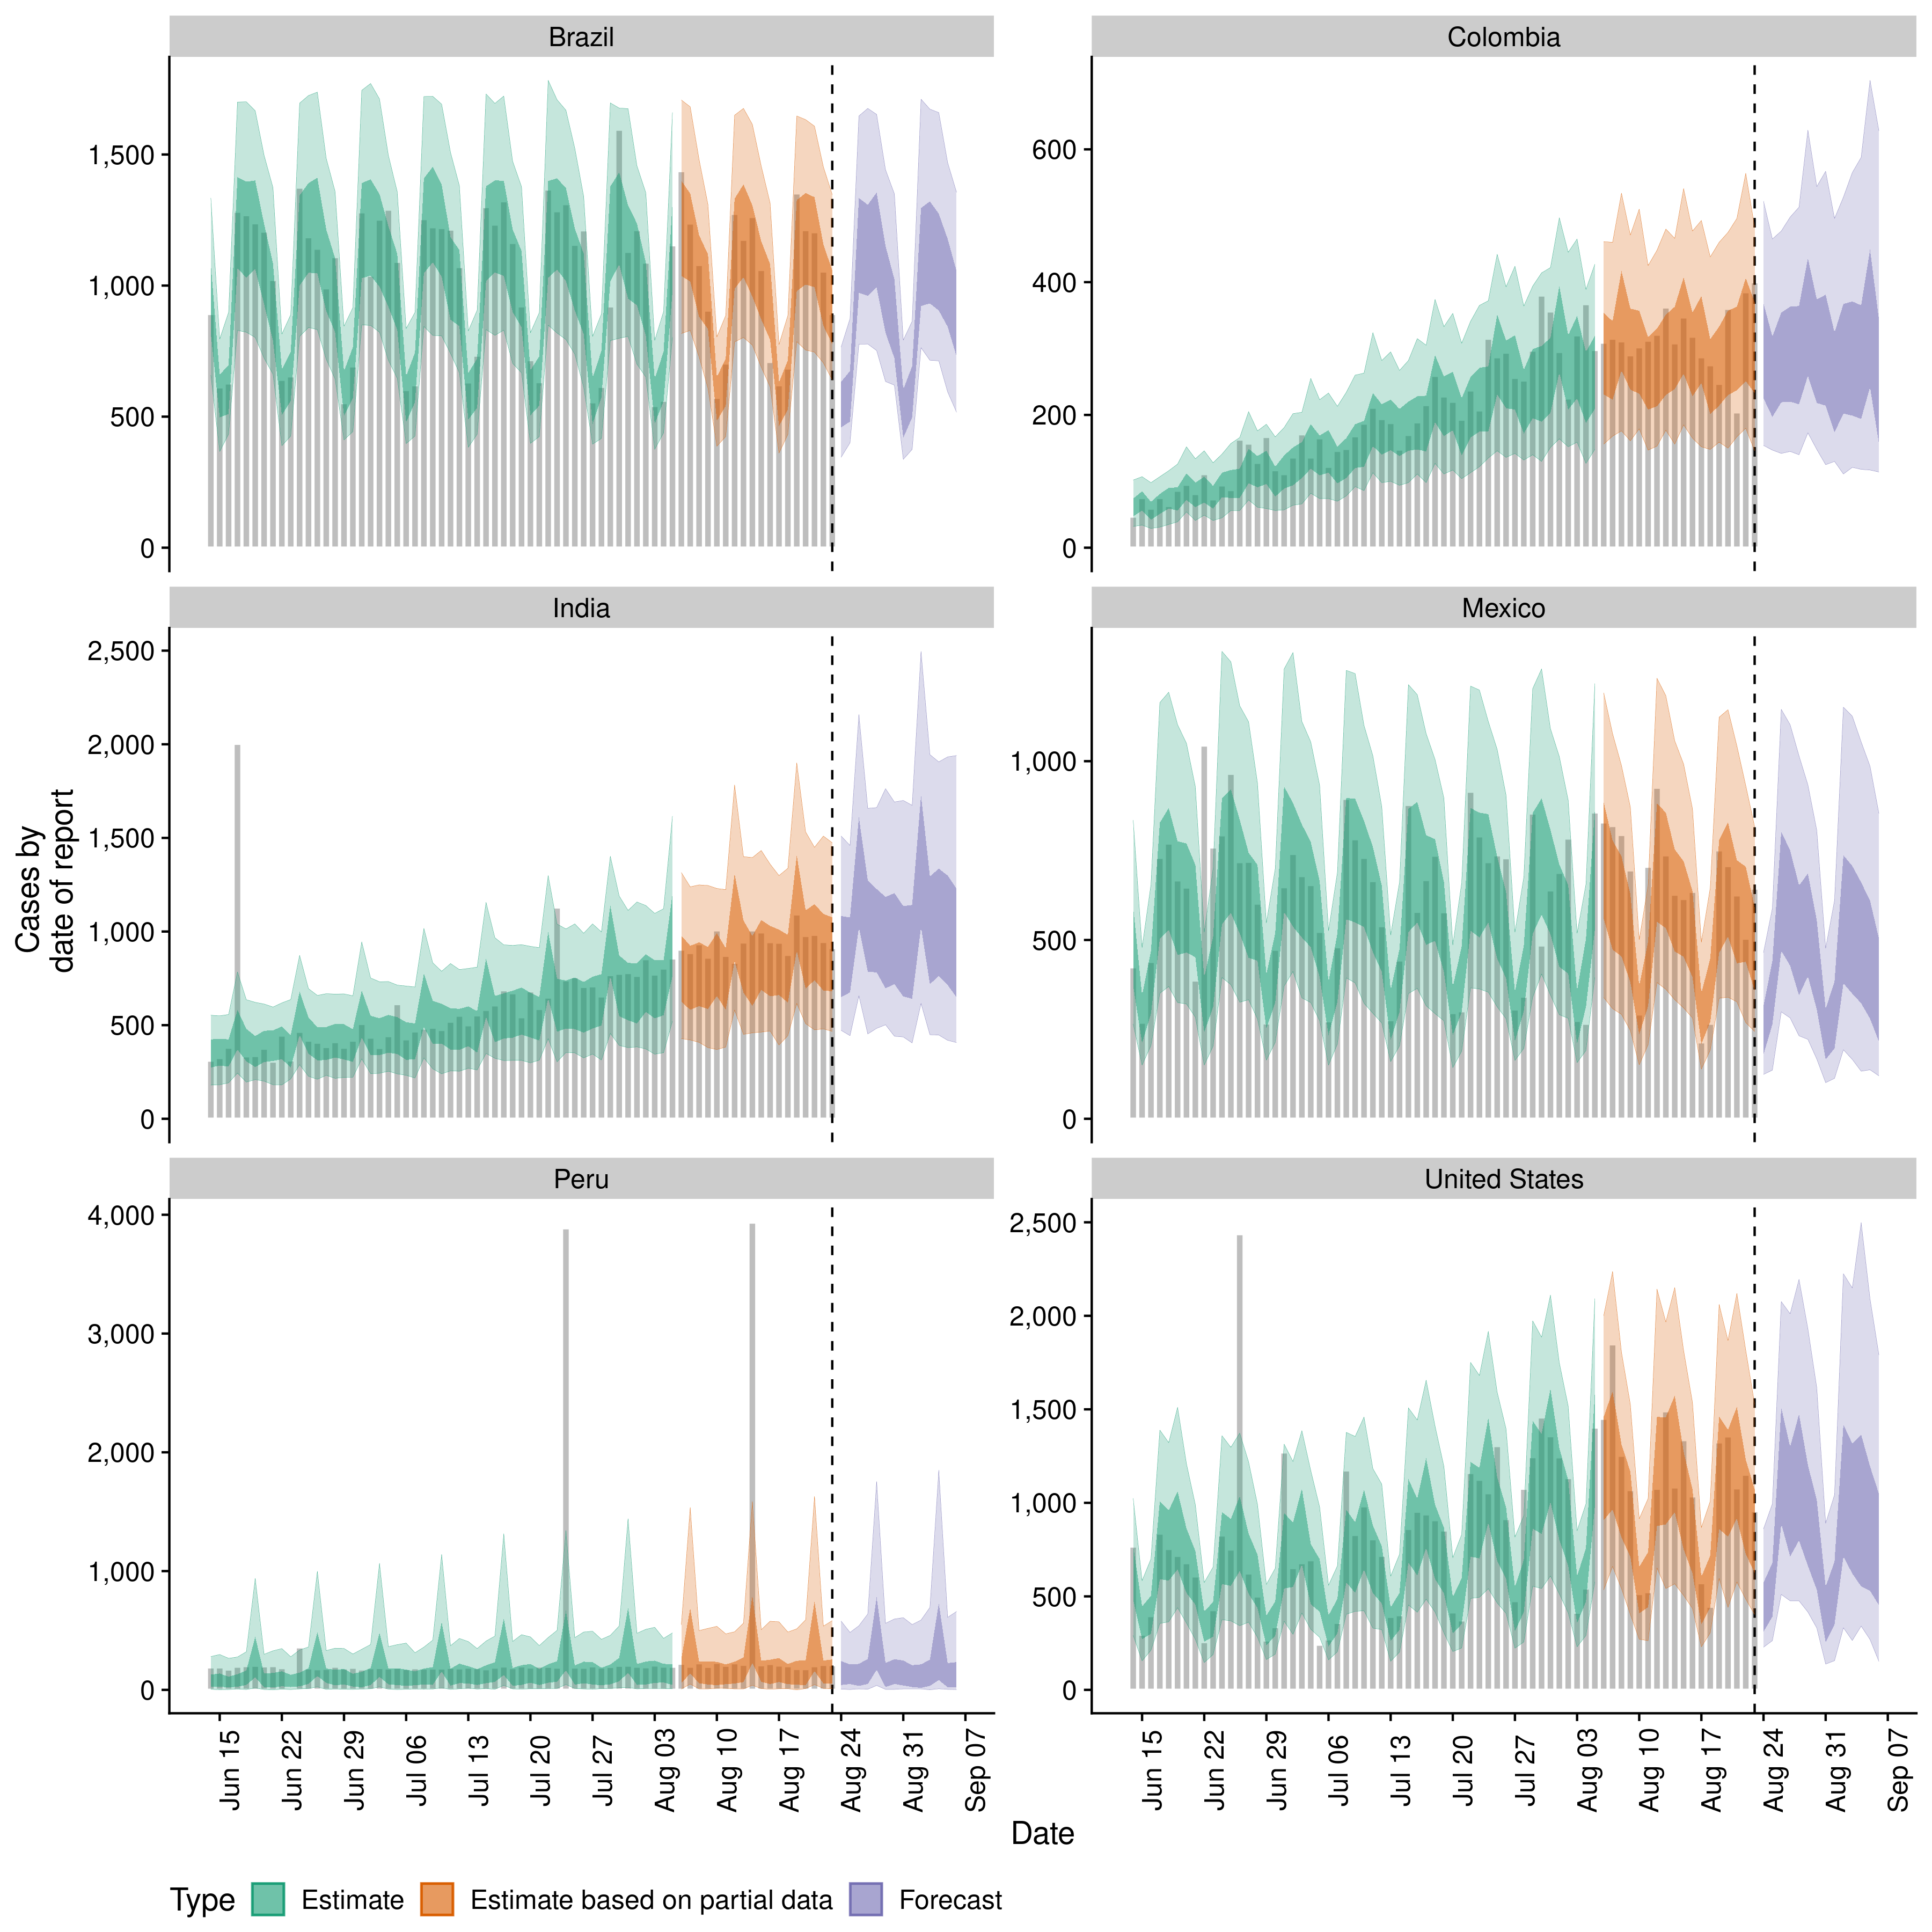 Brazil
Colombia
1,500
1,000
500
0
600
400
200
0
India
Mexico
2,500
2,000
1,500
1,000
500
0
1,000
500
0
Cases by
date of report
Peru
United States
4,000
3,000
2,000
1,000
0
2,500
2,000
1,500
1,000
500
0
Jun 15
Jun 22
Jun 29
Jul 06
Jul 13
Jul 20
Jul 27
Aug 03
Aug 10
Aug 17
Aug 24
Aug 31
Sep 07
Jun 15
Jun 22
Jun 29
Jul 06
Jul 13
Jul 20
Jul 27
Aug 03
Aug 10
Aug 17
Aug 24
Aug 31
Sep 07
Date
Type Estimate Estimate based on partial data Forecast